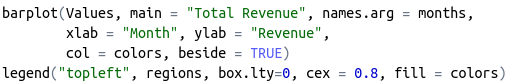 barplot(Values, main = "Total Revenue", names.arg = months,
        xlab = "Month", ylab = "Revenue",
        col = colors, beside = TRUE)
legend("topleft", regions, box.lty=0, cex = 0.8, fill = colors)